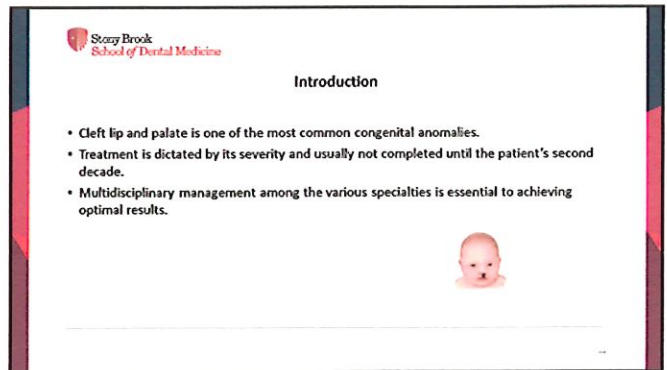 Stony Brook
School of Dental Medicine
Introduction
• Cleft lip and palate is one of the most common congenital anomalies.
• Treatment is dictated by its severity and usually not completed until the patient's second
decade.
• Multidisciplinary management among the various specialties is essential to achieving
optimal results.